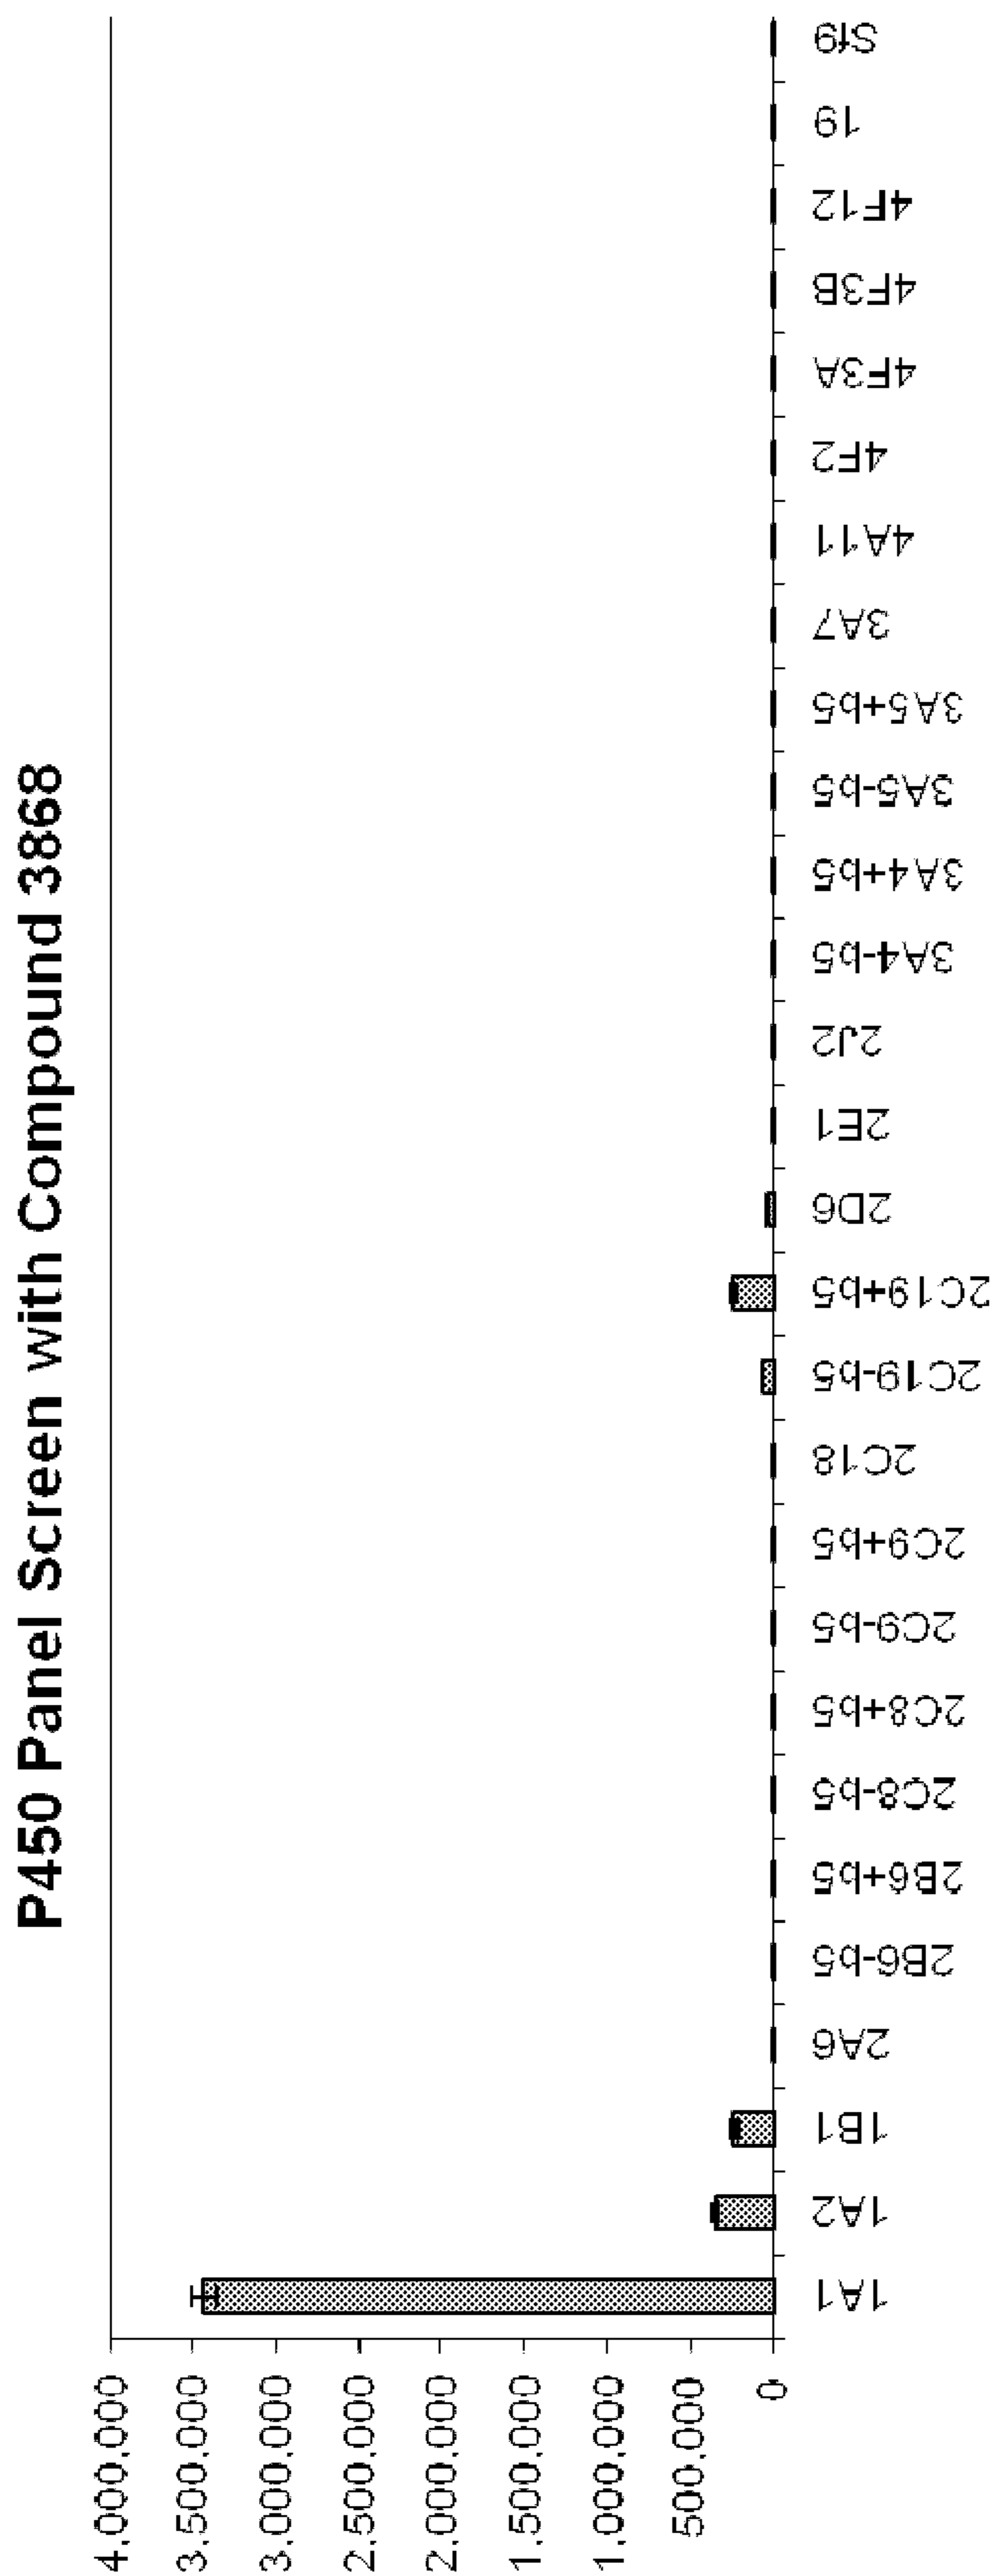 P450 Panel Screen with Compound 3868
4,000,000
3,500,000
3,000,000
2,500,000
2,000,000
1,500,000
1,000,000
500,000
0
1A1
1A2
1B1
2A6
2B6-b5
2B6+b5
2C8-b5
2C8+b5
2C9-b5
2C9+b5
2C18
2C19-b5
2C19+b5
2D6
2E1
2J2
3A4-b5
3A4+b5
3A5-b5
3A5+b5
3A7
4A11
4F2
4F3A
4F3B
4F12
19
Sf9